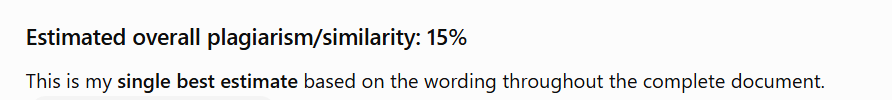 Estimated overall plagiarism/similarity: 15%
This is my single best estimate based on the wording throughout the complete document.